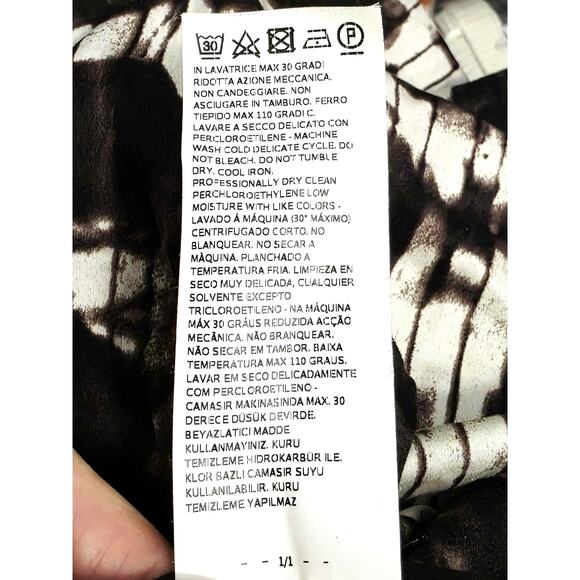 30 P
IN LAVATRICE MAX 30 GRADI
RIDOTTA AZIONE MECCANICA.
NON CANDEGGIARE. NON
ASCIUGARE IN TAMBURO. FERRO
TIEPIDO MAX 110 GRADI C.
LAVARE A SECCO DELICATO CON
PERCLOROETILENE - MACHINE
WASH COLD DELICATE CYCLE. DO
NOT BLEACH. DO NOT TUMBLE
DRY. COOL IRON.
PROFESSIONALLY DRY CLEAN
PERCHLOROETHYLENE LOW
MOISTURE WITH LIKE COLORS -
LAVADO Á MÁQUINA (30° MÁXIMO)
CENTRIFUGADO CORTO. NO
BLANQUEAR. NO SECAR A
MÀQUINA. PLANCHADO A
TEMPERATURA FRIA. LIMPIEZA EN
SECO MUY DELICADA, CUALQUIER
SOLVENTE EXCEPTO
TRICLOROETILENO - NA MÁQUINA
MÁX 30 GRÁUS REDUZIDA ACÇÃO
MECÂNICA. NÃO BRANQUEAR.
NÃO SECAR EM TAMBOR. BAIXA
TEMPERATURA MAX 110 GRAUS.
LAVAR EM SECO DELICADAMENTE
COM PERCLOROETILENO -
CAMASIR MAKINASINDA MAX. 30
DERECE DÜSÜK DEVIRDE.
BEYAZLATICI MADDE
KULLANMAYINIZ. KURU
TEMIZLEME HIDROKARBÜR ILE.
KLOR BAZLI CAMASIR SUYU
KULLANILABILIR. KURU
TEMIZLEME YAPILMAZ
- - 1/1 - -